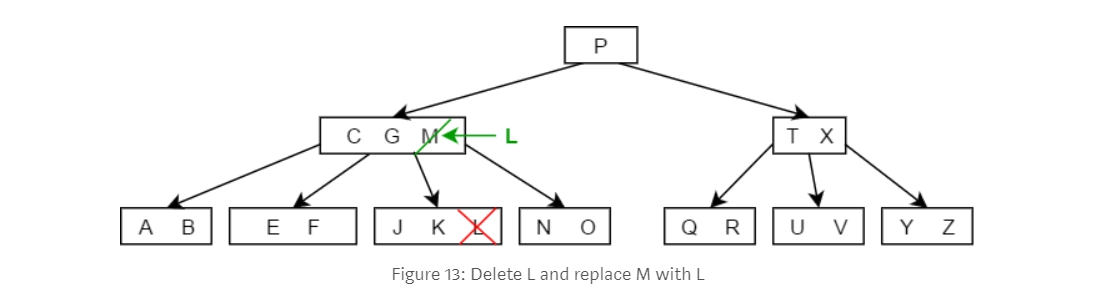 P
C G M L
T X
A B
E F
J K L
N O
Q R
U V
Y Z
Figure 13: Delete L and replace M with L